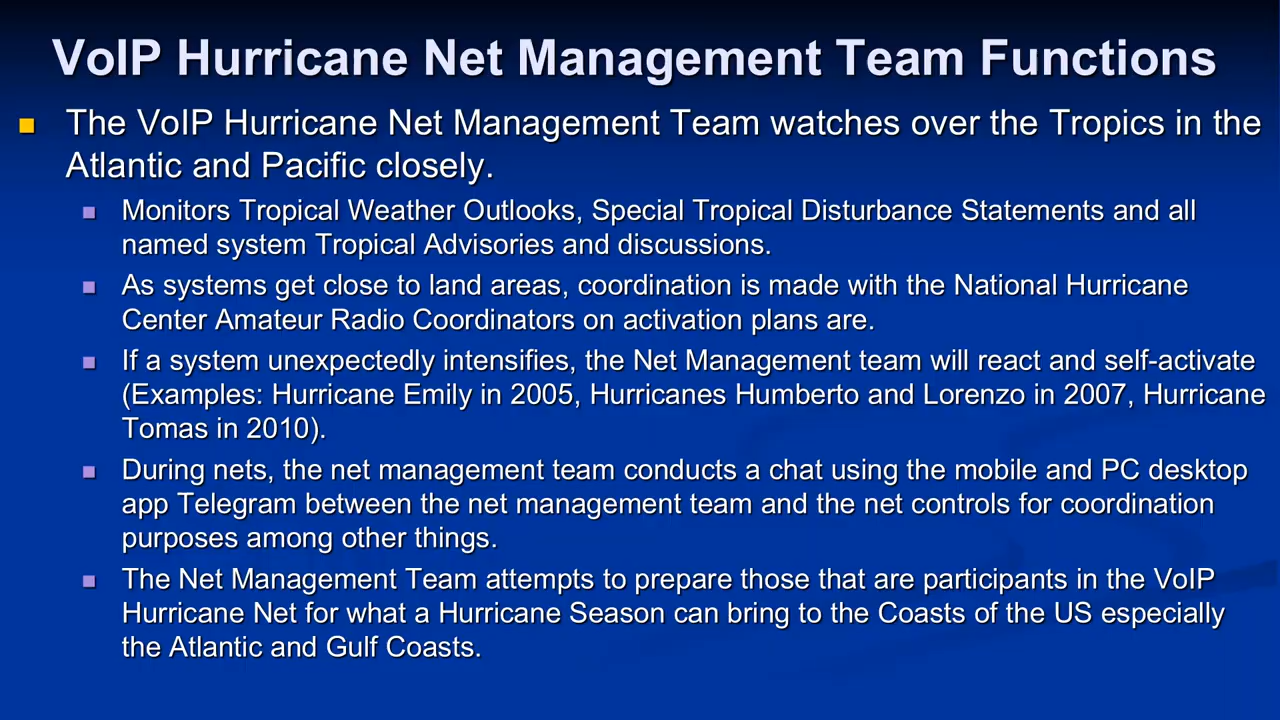 VoIP Hurricane Net Management Team Functions
The VoIP Hurricane Net Management Team watches over the Tropics in the
Atlantic and Pacific closely.
Monitors Tropical Weather Outlooks, Special Tropical Disturbance Statements and all
named system Tropical Advisories and discussions.
As systems get close to land areas, coordination is made with the National Hurricane
Center Amateur Radio Coordinators on activation plans are.
If a system unexpectedly intensifies, the Net Management team will react and self-activate
(Examples: Hurricane Emily in 2005, Hurricanes Humberto and Lorenzo in 2007, Hurricane
Tomas in 2010).
During nets, the net management team conducts a chat using the mobile and PC desktop
app Telegram between the net management team and the net controls for coordination
purposes among other things.
The Net Management Team attempts to prepare those that are participants in the VoIP
Hurricane Net for what a Hurricane Season can bring to the Coasts of the US especially
the Atlantic and Gulf Coasts.